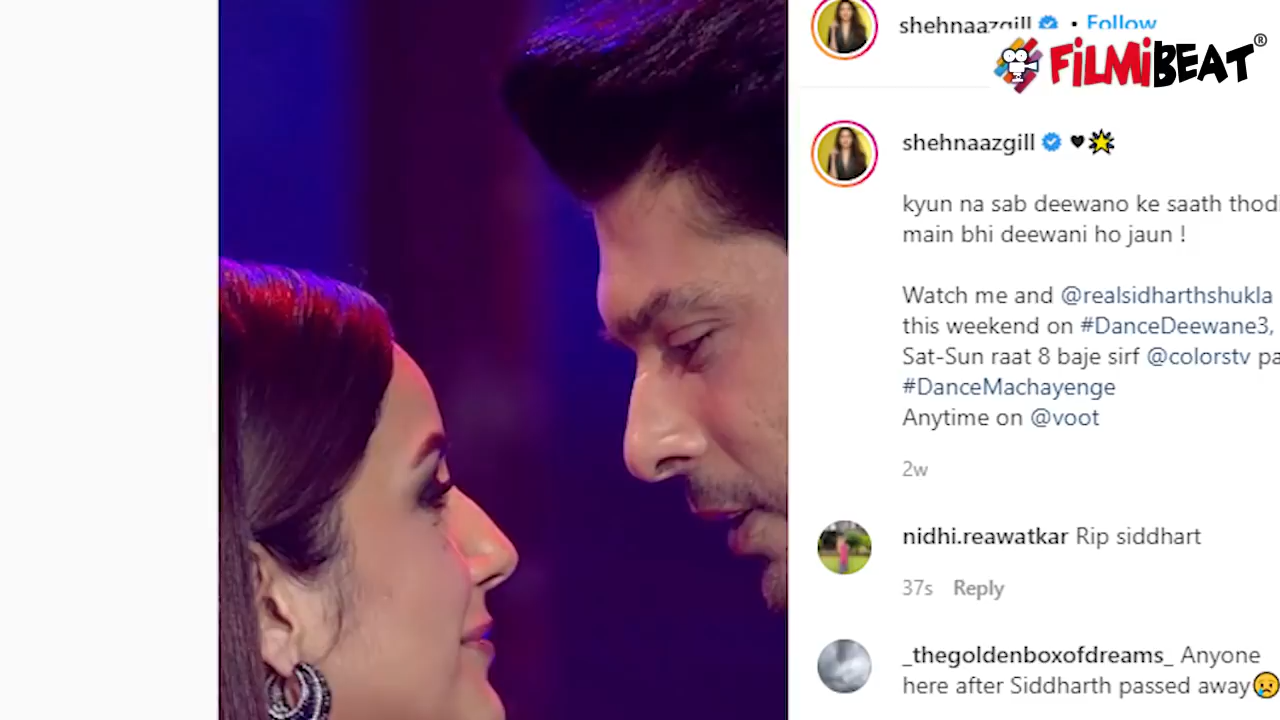 shehnaazgill • Follow
FiLMiBEAT®
shehnaazgill
kyun na sab deewano ke saath thodi
main bhi deewani ho jaun !
Watch me and @realsidharthshukla
this weekend on #DanceDeewane3,
Sat-Sun raat 8 baje sirf @colorstv pa
#DanceMachayenge
Anytime on @voot
2w
nidhi.reawatkar Rip siddhart
37s Reply
_thegoldenboxofdreams_ Anyone
here after Siddharth passed away😢